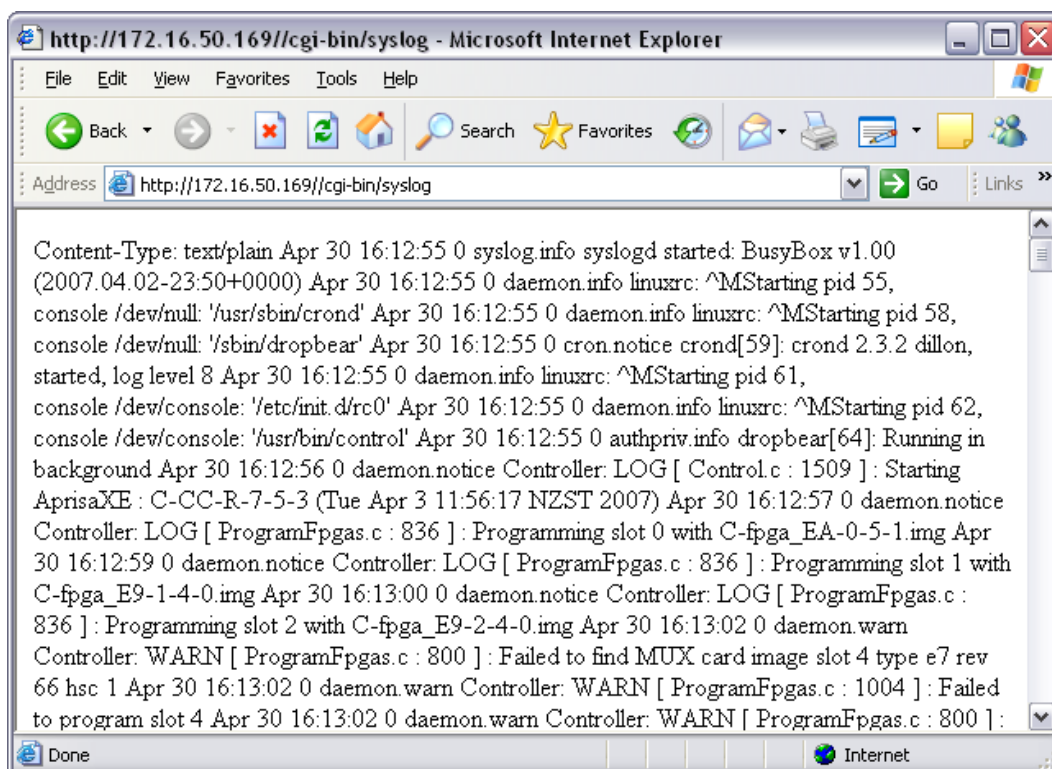 http://172.16.50.169//cgi-bin/syslog - Microsoft Internet Explorer
File Edit View Favorites Tools Help
Back Search Favorites
Address http://172.16.50.169//cgi-bin/syslog Go Links »
Content-Type: text/plain Apr 30 16:12:55 0 syslog.info syslogd started: BusyBox v1.00
(2007.04.02-23:50+0000) Apr 30 16:12:55 0 daemon.info linuxrc: ^MStarting pid 55,
console /dev/null: '/usr/sbin/crond' Apr 30 16:12:55 0 daemon.info linuxrc: ^MStarting pid 58,
console /dev/null: '/sbin/dropbear' Apr 30 16:12:55 0 cron.notice crond[59]: crond 2.3.2 dillon,
started, log level 8 Apr 30 16:12:55 0 daemon.info linuxrc: ^MStarting pid 61,
console /dev/console: '/etc/init.d/rc0' Apr 30 16:12:55 0 daemon.info linuxrc: ^MStarting pid 62,
console /dev/console: '/usr/bin/control' Apr 30 16:12:55 0 authpriv.info dropbear[64]: Running in
background Apr 30 16:12:56 0 daemon.notice Controller: LOG [ Control.c : 1509 ] : Starting
AprisaXE : C-CC-R-7-5-3 (Tue Apr 3 11:56:17 NZST 2007) Apr 30 16:12:57 0 daemon.notice
Controller: LOG [ ProgramFpgas.c : 836 ] : Programming slot 0 with C-fpga_EA-0-5-1.img Apr
30 16:12:59 0 daemon.notice Controller: LOG [ ProgramFpgas.c : 836 ] : Programming slot 1 with
C-fpga_E9-1-4-0.img Apr 30 16:13:00 0 daemon.notice Controller: LOG [ ProgramFpgas.c :
836 ] : Programming slot 2 with C-fpga_E9-2-4-0.img Apr 30 16:13:02 0 daemon.warn
Controller: WARN [ ProgramFpgas.c : 800 ] : Failed to find MUX card image slot 4 type e7 rev
66 hsc 1 Apr 30 16:13:02 0 daemon.warn Controller: WARN [ ProgramFpgas.c : 1004 ] : Failed
to program slot 4 Apr 30 16:13:02 0 daemon.warn Controller: WARN [ ProgramFpgas.c : 800 ] :
Done Internet